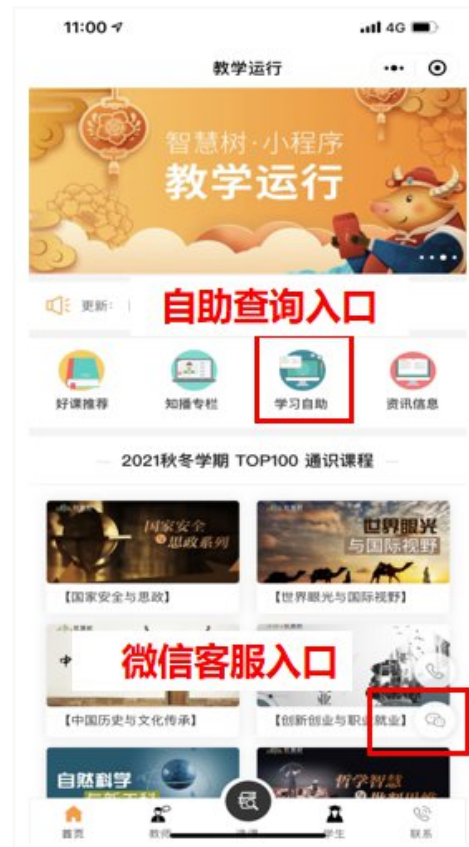 11:00
4G
教学运行
智慧树·小程序
教学运行
更新:
自助查询入口
好课推荐
知播专栏
学习自助
资讯信息
2021秋冬学期 TOP100 通识课程
国家安全
与思政系列
世界眼光
与国际视野
【国家安全与思政】
【世界眼光与国际视野】
中
微信客服入口
【中国历史与文化传承】
【创新创业与职业就业】
自然科学
哲学智慧
首页
教师
学生
联系